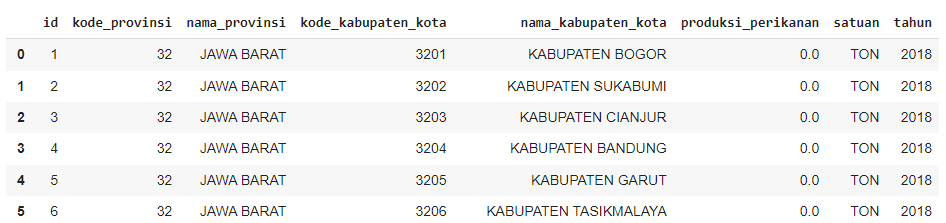 id kode_provinsi nama_provinsi kode_kabupaten_kota nama_kabupaten_kota produksi_perikanan satuan tahun
0 1 32 JAWA BARAT 3201 KABUPATEN BOGOR 0.0 TON 2018
1 2 32 JAWA BARAT 3202 KABUPATEN SUKABUMI 0.0 TON 2018
2 3 32 JAWA BARAT 3203 KABUPATEN CIANJUR 0.0 TON 2018
3 4 32 JAWA BARAT 3204 KABUPATEN BANDUNG 0.0 TON 2018
4 5 32 JAWA BARAT 3205 KABUPATEN GARUT 0.0 TON 2018
5 6 32 JAWA BARAT 3206 KABUPATEN TASIKMALAYA 0.0 TON 2018